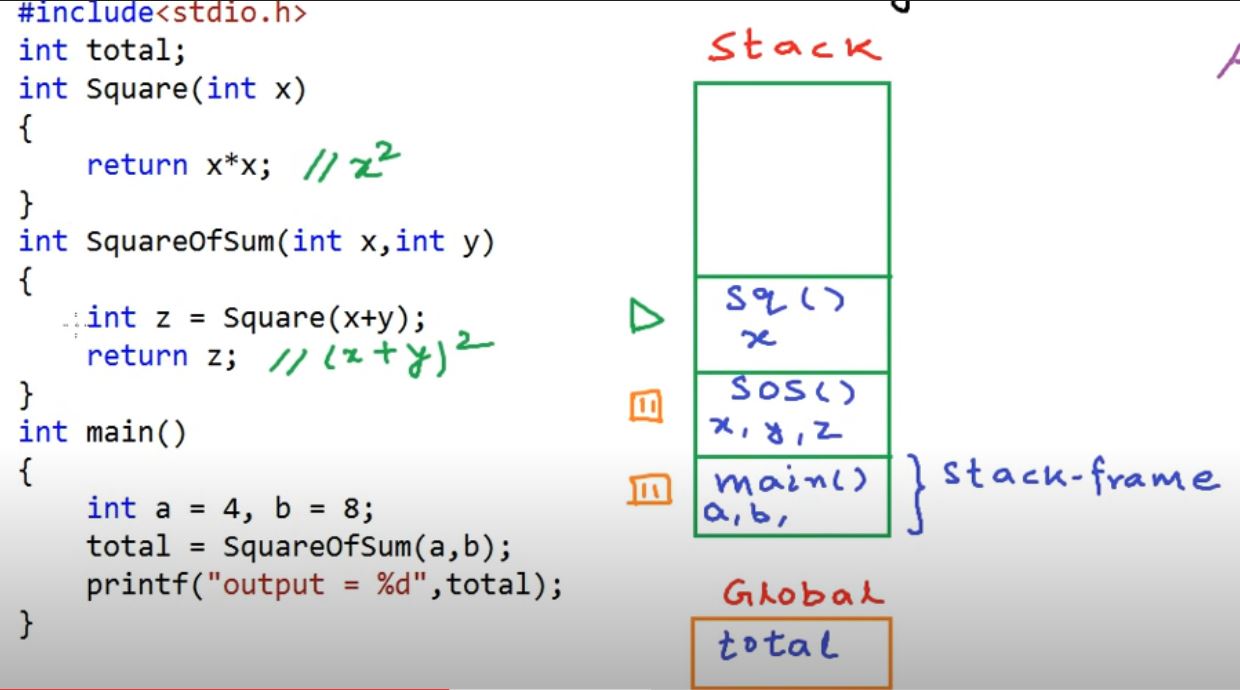 #include<stdio.h>
int total;
int Square(int x)
{
return x*x; //x²
}
int SquareOfSum(int x,int y)
{
int z = Square(x+y);
return z; //(x+y)²
}
int main()
{
int a = 4, b = 8;
total = SquareOfSum(a,b);
printf("output = %d",total);
}
Stack
Sq()
x
SOS()
x, y, z
main()
a, b,
} Stack-frame
Global
total